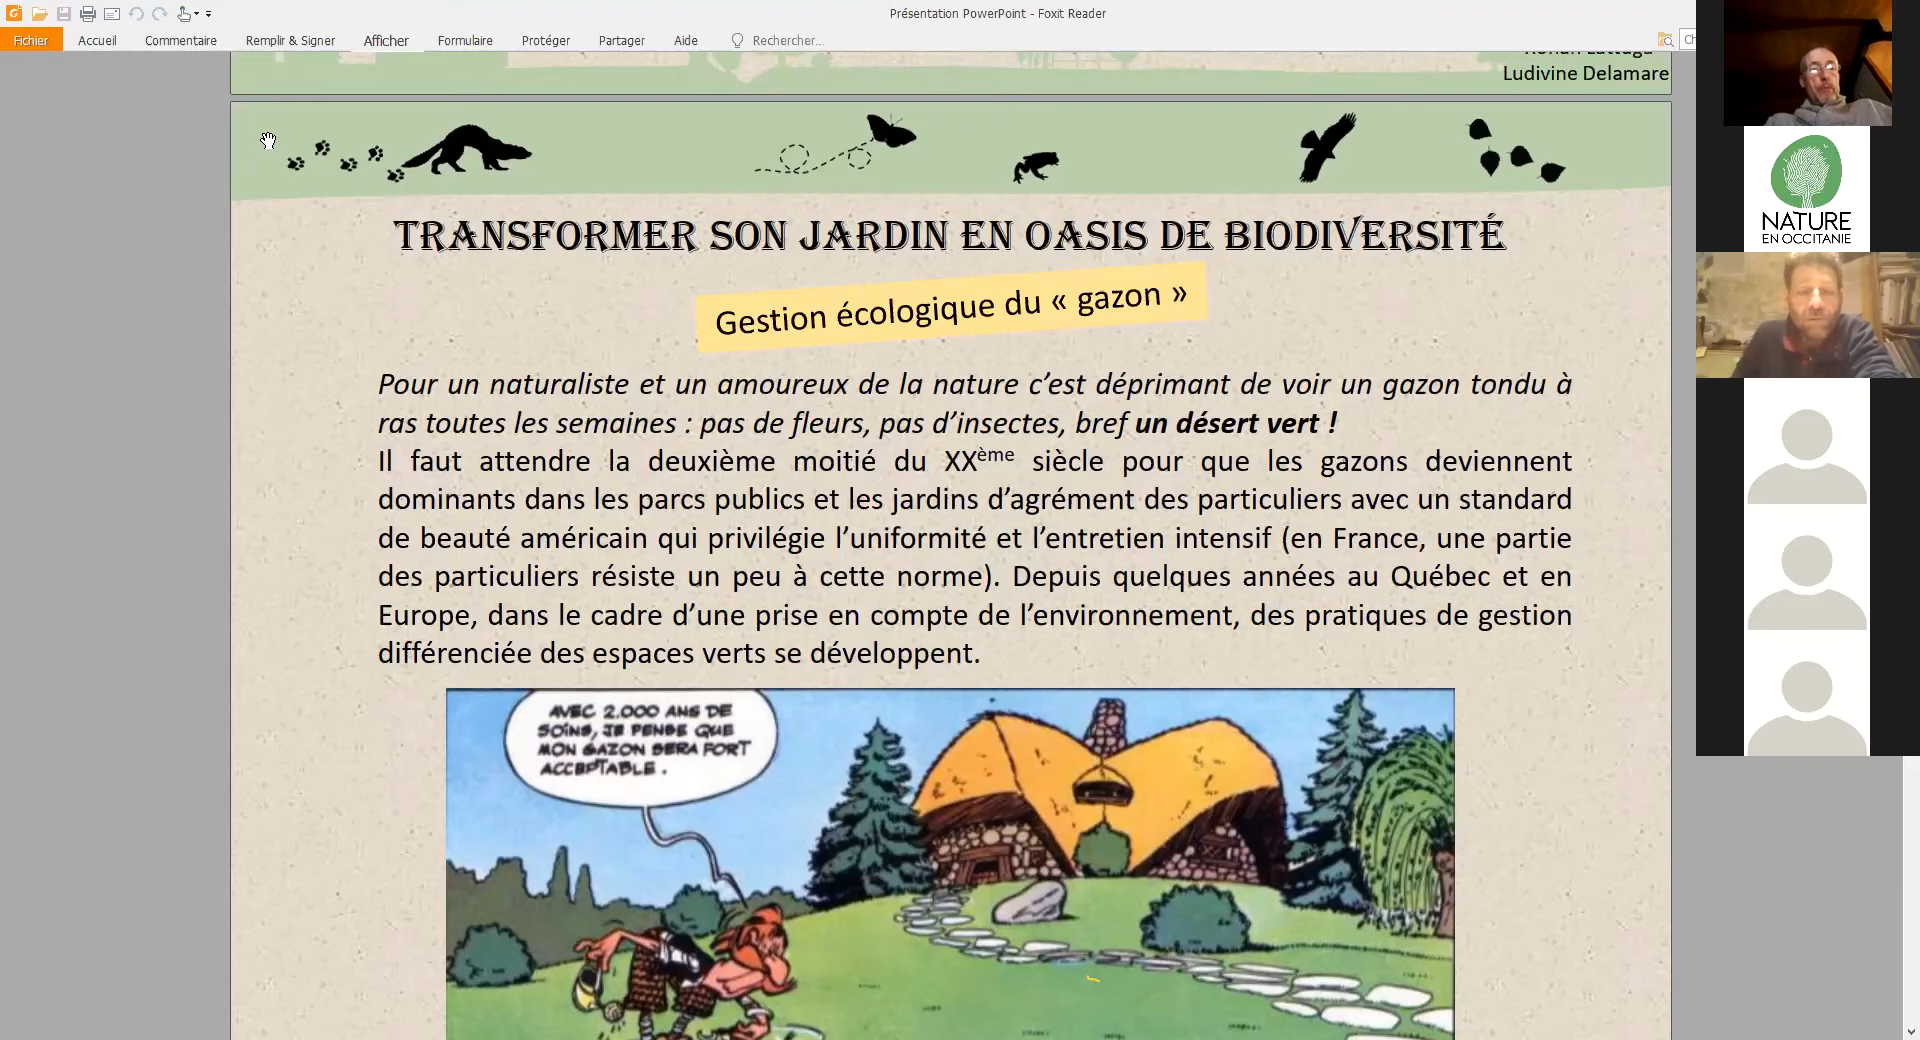 Présentation PowerPoint - Foxit Reader
Fichier Accueil Commentaire Remplir & Signer Afficher Formulaire Protéger Partager Aide Rechercher...
Ludivine Delamare
TRANSFORMER SON JARDIN EN OASIS DE BIODIVERSITÉ
Gestion écologique du « gazon »
Pour un naturaliste et un amoureux de la nature c’est déprimant de voir un gazon tondu à
ras toutes les semaines : pas de fleurs, pas d’insectes, bref un désert vert !
Il faut attendre la deuxième moitié du XXème siècle pour que les gazons deviennent
dominants dans les parcs publics et les jardins d’agrément des particuliers avec un standard
de beauté américain qui privilégie l’uniformité et l’entretien intensif (en France, une partie
des particuliers résiste un peu à cette norme). Depuis quelques années au Québec et en
Europe, dans le cadre d’une prise en compte de l’environnement, des pratiques de gestion
différenciée des espaces verts se développent.
AVEC 2.000 ANS DE
SOINS, JE PENSE QUE
MON GAZON SERA FORT
ACCEPTABLE.
NATURE
EN OCCITANIE